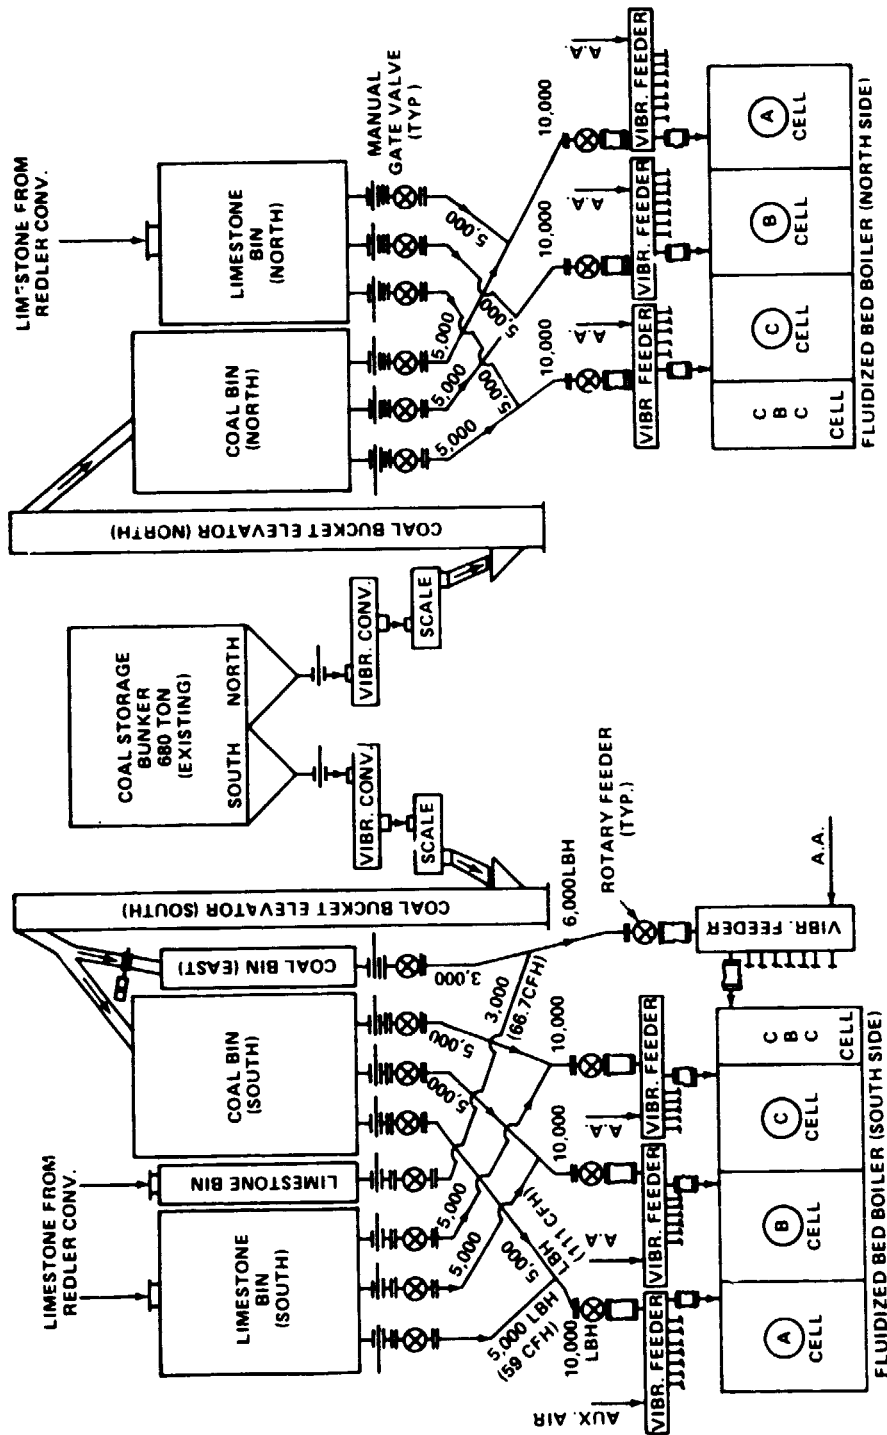 LIMESTONE FROM
REDLER CONV.
LIMESTONE
BIN
(SOUTH)
LIMESTONE BIN
COAL BIN
(SOUTH)
COAL BIN (EAST)
COAL BUCKET ELEVATOR (SOUTH)
COAL STORAGE
BUNKER
680 TON
(EXISTING)
SOUTH
NORTH
VIBR. CONV.
SCALE
VIBR. CONV.
SCALE
COAL BUCKET ELEVATOR (NORTH)
COAL BIN
(NORTH)
LIMESTONE FROM
REDLER CONV.
LIMESTONE
BIN
(NORTH)
MANUAL
GATE VALVE
(TYP)
5,000 LBH
(59 CFH)
5,000
5,000
5,000
LBH
(111 CFH)
5,000
5,000
3,000
3,000
(66.7CFH)
10,000
LBH
10,000
10,000
6,000LBH
ROTARY FEEDER
(TYP.)
AUX. AIR
A.A.
A.A.
A.A.
VIBR. FEEDER
VIBR. FEEDER
VIBR. FEEDER
VIBR. FEEDER
A
CELL
B
CELL
C
CELL
C
B
C
CELL
FLUIDIZED BED BOILER (SOUTH SIDE)
5,000
5,000
5,000
5,000
5,000
5,000
10,000
10,000
10,000
A.A.
A.A.
A.A.
VIBR. FEEDER
VIBR. FEEDER
VIBR. FEEDER
C
B
C
CELL
C
CELL
B
CELL
A
CELL
FLUIDIZED BED BOILER (NORTH SIDE)